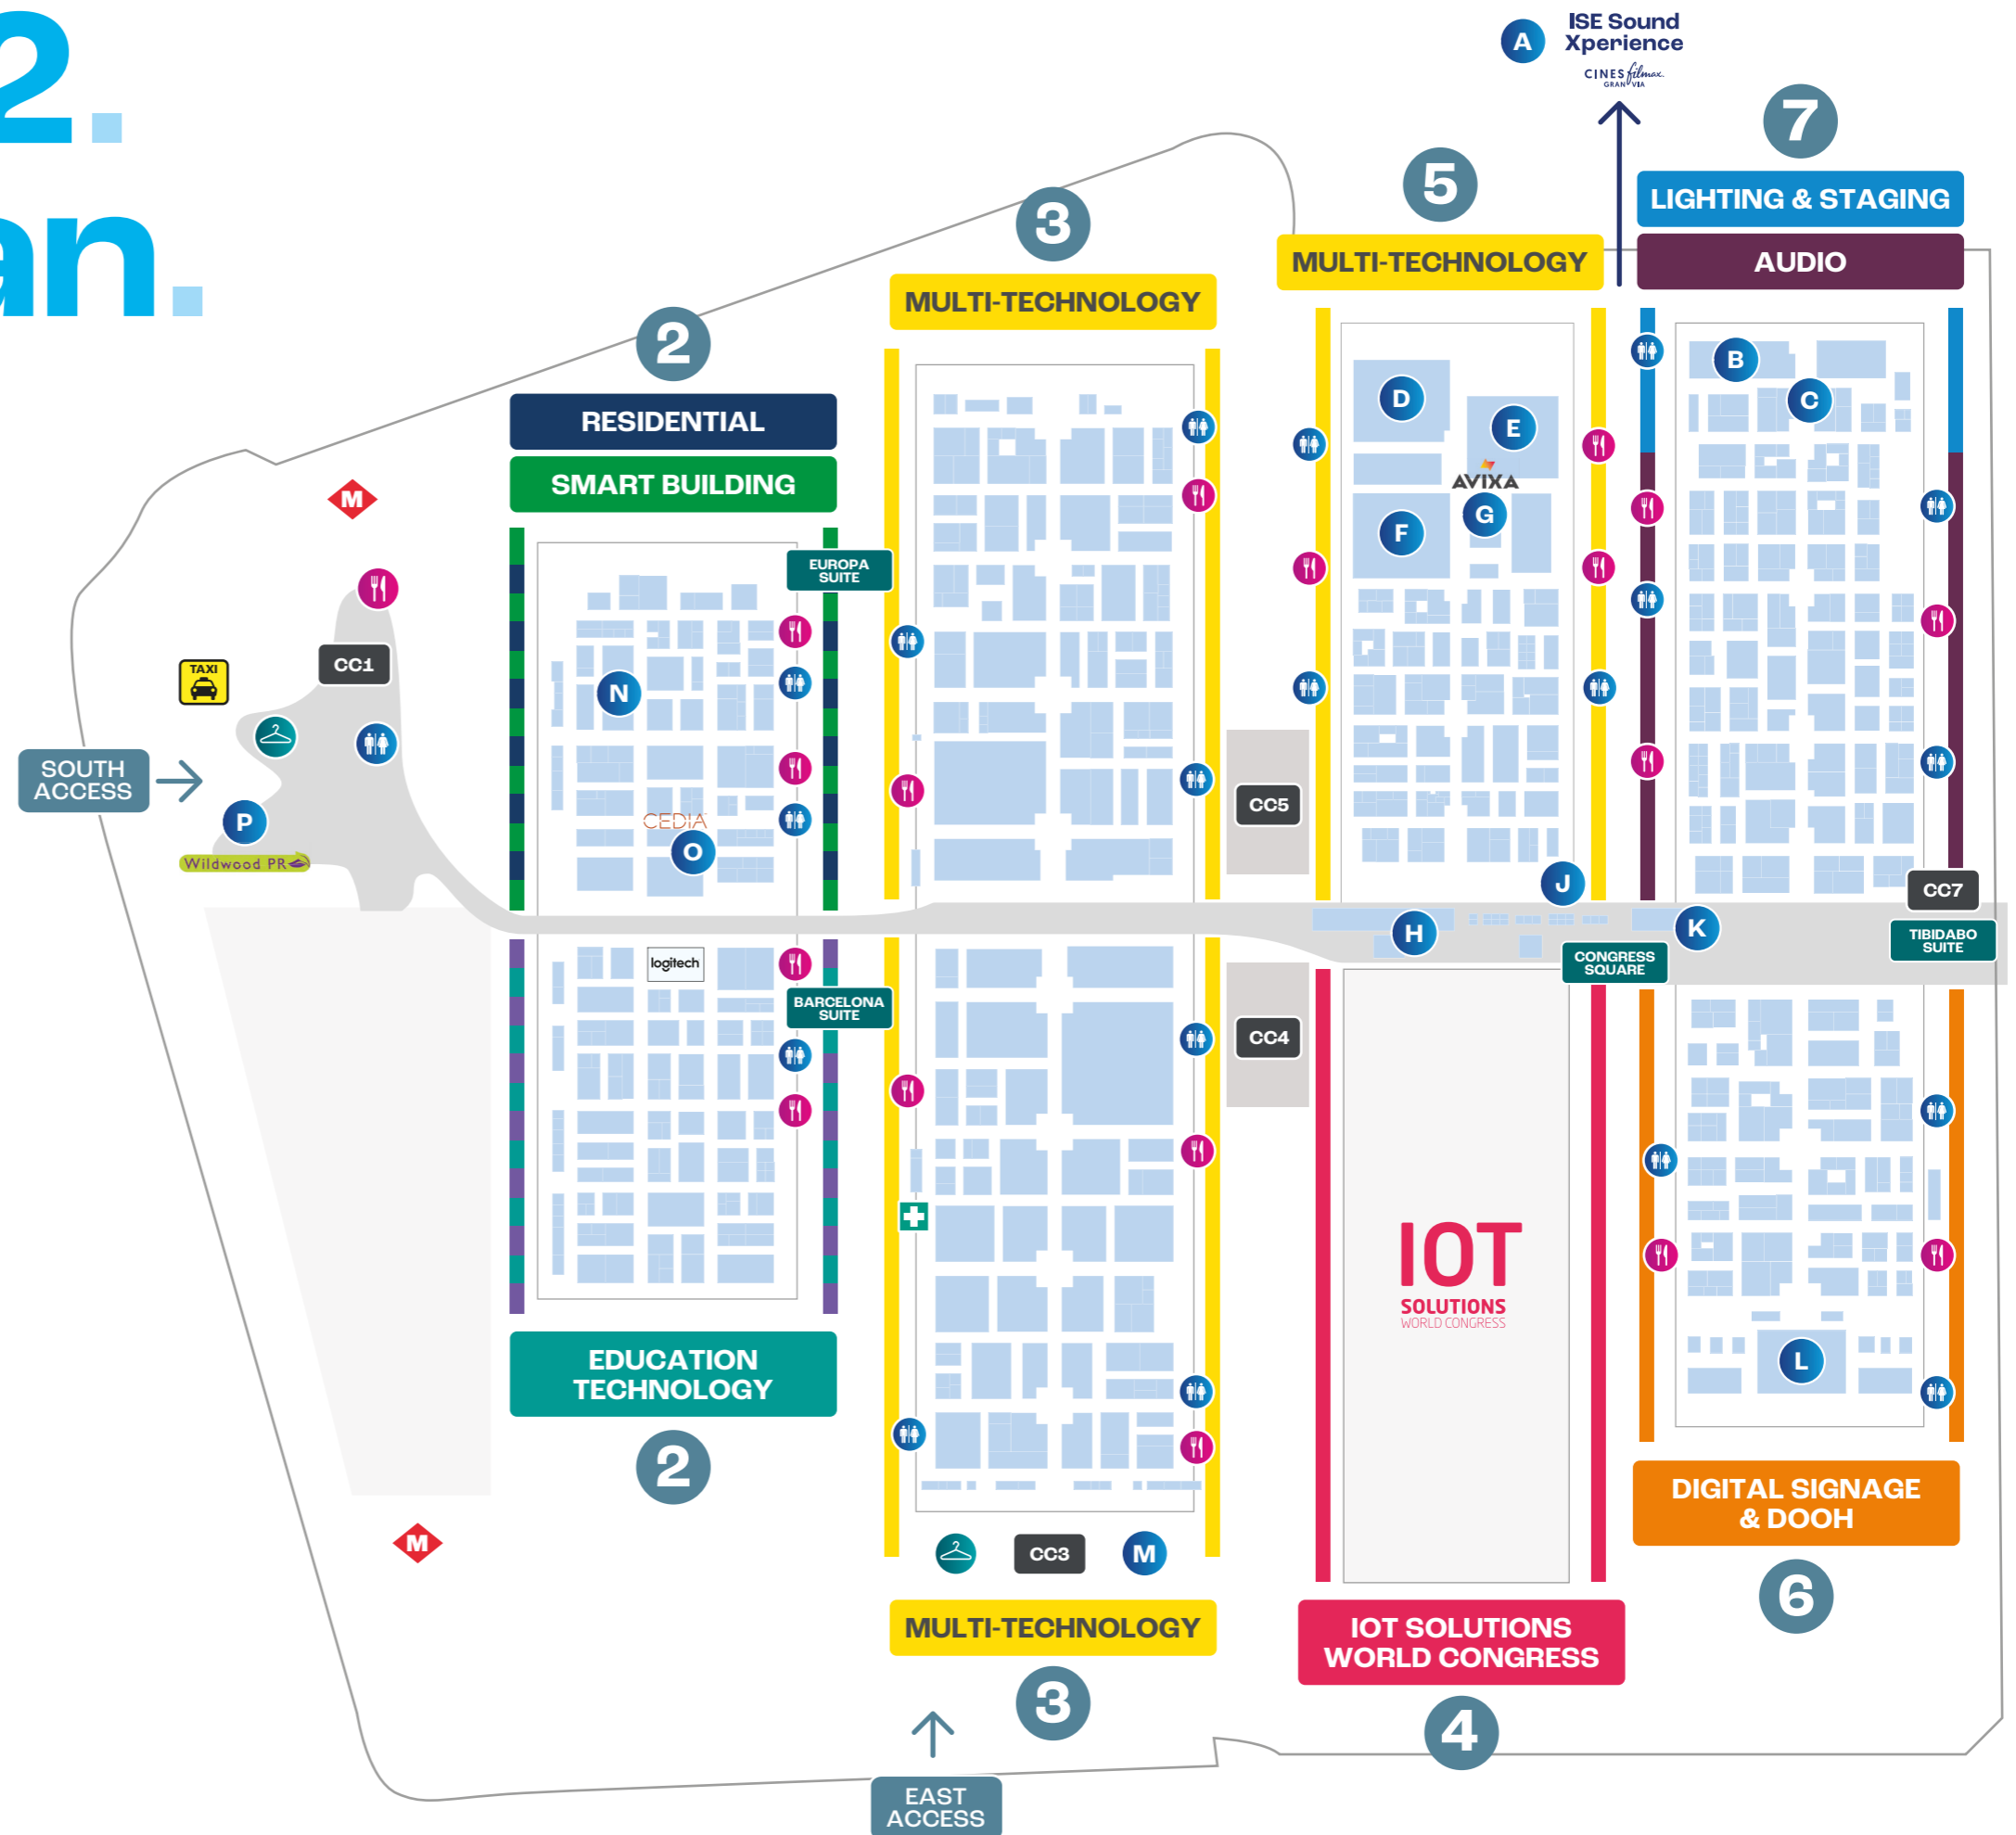 2.
an.
A
ISE Sound
Xperience
CINES filmax
GRAN VIA
7
LIGHTING & STAGING
AUDIO
5
MULTI-TECHNOLOGY
3
MULTI-TECHNOLOGY
2
RESIDENTIAL
SMART BUILDING
B
C
D
E
AVIXA
F
G
M
EUROPA
SUITE
CC1
TAXI
N
SOUTH
ACCESS
P
Wildwood PR
CEDIA
O
CC5
J
CC7
H
K
TIBIDABO
SUITE
CONGRESS
SQUARE
logitech
BARCELONA
SUITE
CC4
IOT
SOLUTIONS
WORLD CONGRESS
L
EDUCATION
TECHNOLOGY
2
M
CC3
M
DIGITAL SIGNAGE
& DOOH
6
MULTI-TECHNOLOGY
3
IOT SOLUTIONS
WORLD CONGRESS
4
EAST
ACCESS